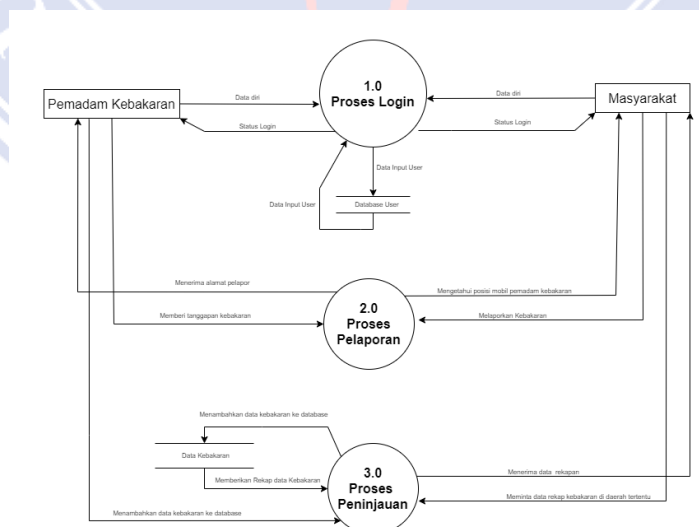 1.0
Proses Login
Pemadam Kebakaran
Masyarakat
Data diri
Data diri
Status Login
Status Login
Data Input User
Data Input User
Database User
Menerima alamat pelapor
Mengetahui posisi mobil pemadam kebakaran
2.0
Proses
Pelaporan
Memberi tanggapan kebakaran
Melaporkan Kebakaran
Menambahkan data kebakaran ke database
Data Kebakaran
3.0
Proses
Peninjauan
Memberikan Rekap data Kebakaran
Menerima data rekapan
Meminta data rekap kebakaran di daerah tertentu
Menambahkan data kebakaran ke database